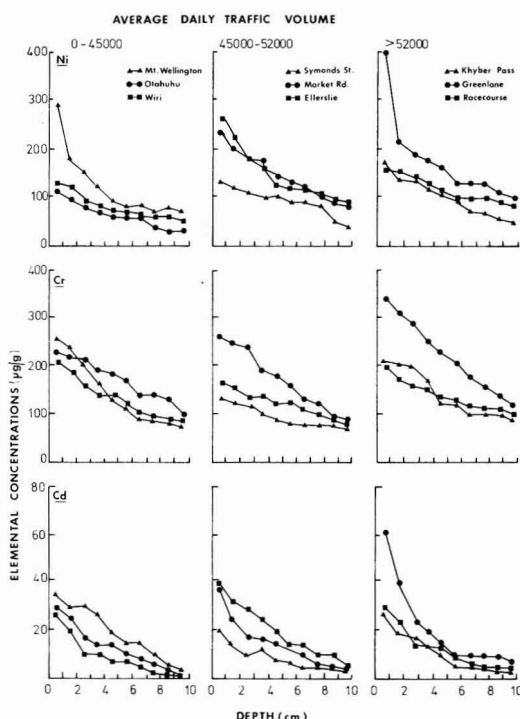 AVERAGE DAILY TRAFFIC VOLUME
0-45000 45000-52000 >52000
Ni
Mt. Wellington
Otahuhu
Wiri
Symonds St.
Market Rd.
Ellerslie
Khyber Pass
Greenlane
Racecourse
400
300
200
100
0
Cr
400
300
200
100
0
Cd
80
60
40
20
0
ELEMENTAL CONCENTRATIONS (µg/g)
0 2 4 6 8 10 0 2 4 6 8 10 0 2 4 6 8 10
DEPTH (cm)